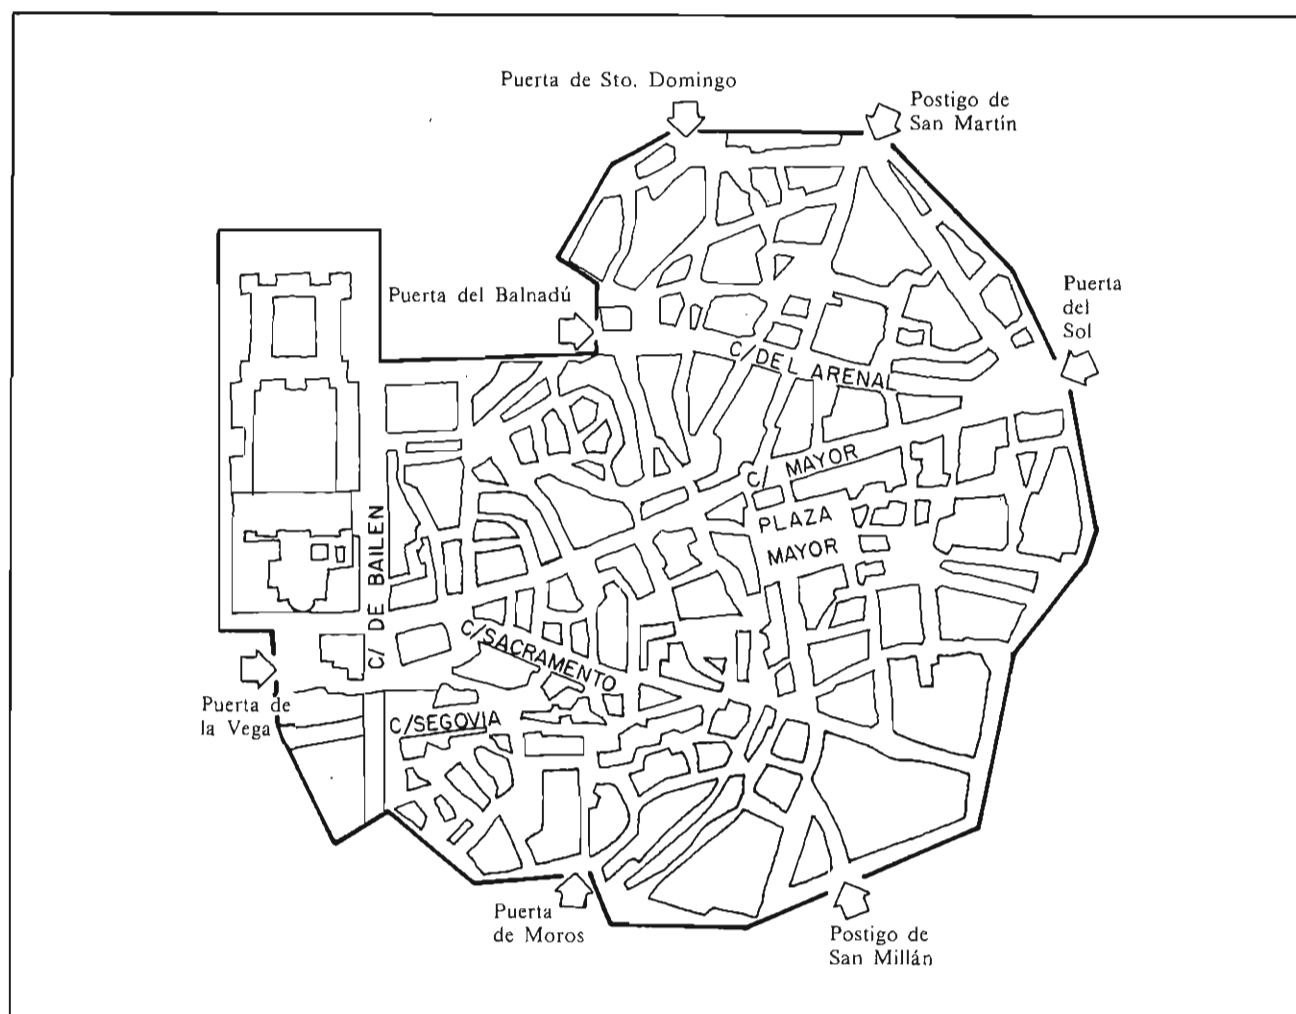 Puerta de Sto. Domingo
Postigo de
San Martín
Puerta del Balnadú
Puerta
del
Sol
C/DEL ARENAL
C/ MAYOR
PLAZA
MAYOR
C/ DE BAILEN
C/SACRAMENTO
Puerta de
la Vega
C/SEGOVIA
Puerta
de Moros
Postigo de
San Millán